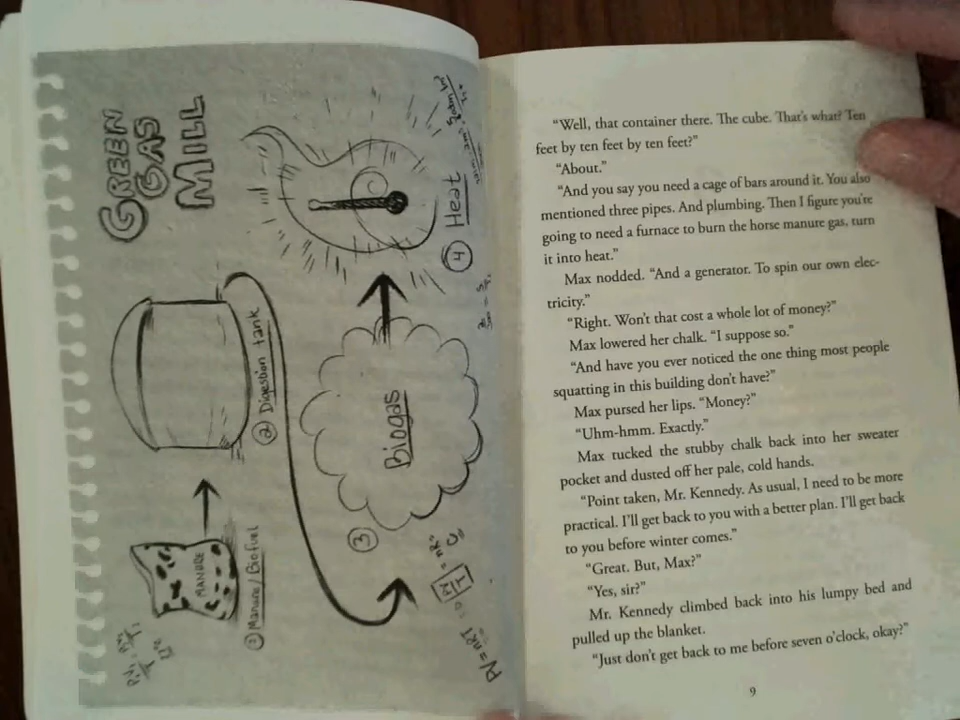 GREEN
GAS
MILL
① Manure/Biofuel
MANURE
② Digestion tank
③
Biogas
④ Heat
PV = nRT
"Well, that container there. The cube. That's what? Ten
feet by ten feet by ten feet?"
"About."
"And you say you need a cage of bars around it. You also
mentioned three pipes. And plumbing. Then I figure you're
going to need a furnace to burn the horse manure gas, turn
it into heat."
Max nodded. "And a generator. To spin our own elec-
tricity."
"Right. Won't that cost a whole lot of money?"
Max lowered her chalk. "I suppose so."
"And have you ever noticed the one thing most people
squatting in this building don't have?"
Max pursed her lips. "Money?"
"Uhm-hmm. Exactly."
Max tucked the stubby chalk back into her sweater
pocket and dusted off her pale, cold hands.
"Point taken, Mr. Kennedy. As usual, I need to be more
practical. I'll get back to you with a better plan. I'll get back
to you before winter comes."
"Great. But, Max?"
"Yes, sir?"
Mr. Kennedy climbed back into his lumpy bed and
pulled up the blanket.
"Just don't get back to me before seven o'clock, okay?"
9